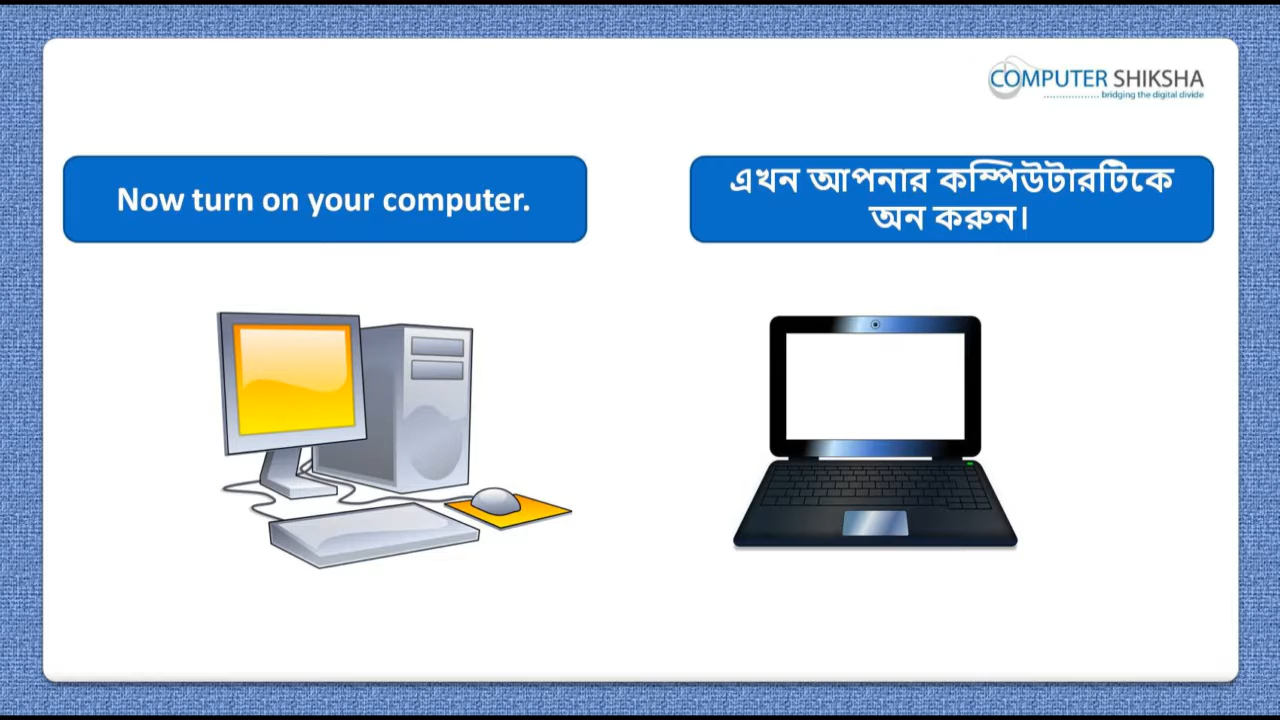 COMPUTER SHIKSHA
bridging the digital divide
Now turn on your computer.
এখন আপনার কম্পিউটারটিকে
অন করুন।